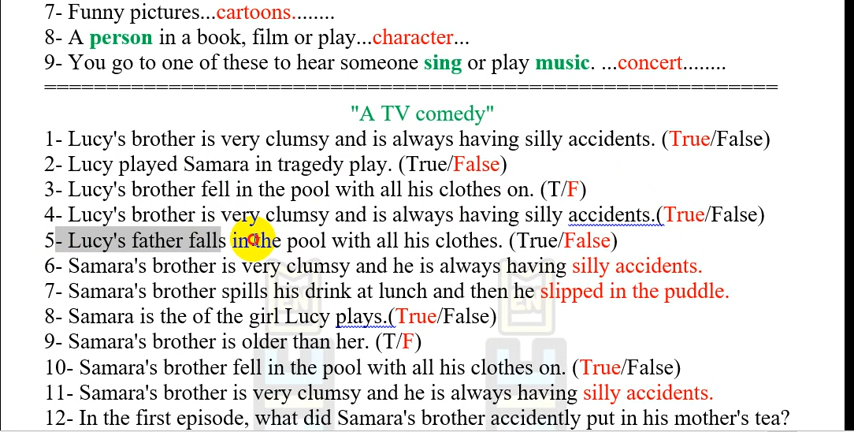 7- Funny pictures...cartoons........
8- A person in a book, film or play...character...
9- You go to one of these to hear someone sing or play music. ...concert........
"A TV comedy"
1- Lucy's brother is very clumsy and is always having silly accidents. (True/False)
2- Lucy played Samara in tragedy play. (True/False)
3- Lucy's brother fell in the pool with all his clothes on. (T/F)
4- Lucy's brother is very clumsy and is always having silly accidents.(True/False)
5- Lucy's father falls in the pool with all his clothes. (True/False)
6- Samara's brother is very clumsy and he is always having silly accidents.
7- Samara's brother spills his drink at lunch and then he slipped in the puddle.
8- Samara is the of the girl Lucy plays.(True/False)
9- Samara's brother is older than her. (T/F)
10- Samara's brother fell in the pool with all his clothes on. (True/False)
11- Samara's brother is very clumsy and he is always having silly accidents.
12- In the first episode, what did Samara's brother accidently put in his mother's tea?